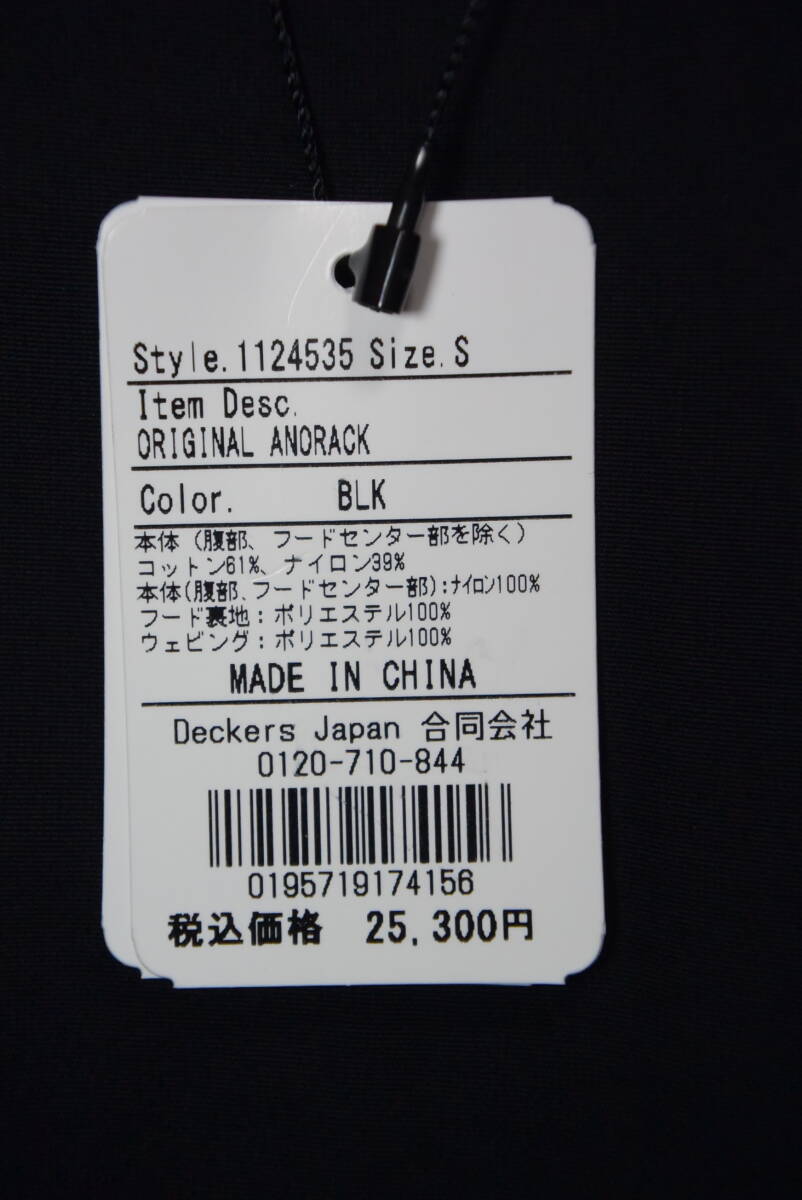 Style.1124535 Size.S
Item Desc.
ORIGINAL ANORACK
Color. BLK
本体（腹部、フードセンター部を除く）
コットン61%、ナイロン39%
本体(腹部、フードセンター部):ナイロン100%
フード裏地：ポリエステル100%
ウェビング：ポリエステル100%
MADE IN CHINA
Deckers Japan 合同会社
0120-710-844
0195719174156
税込価格 25,300円